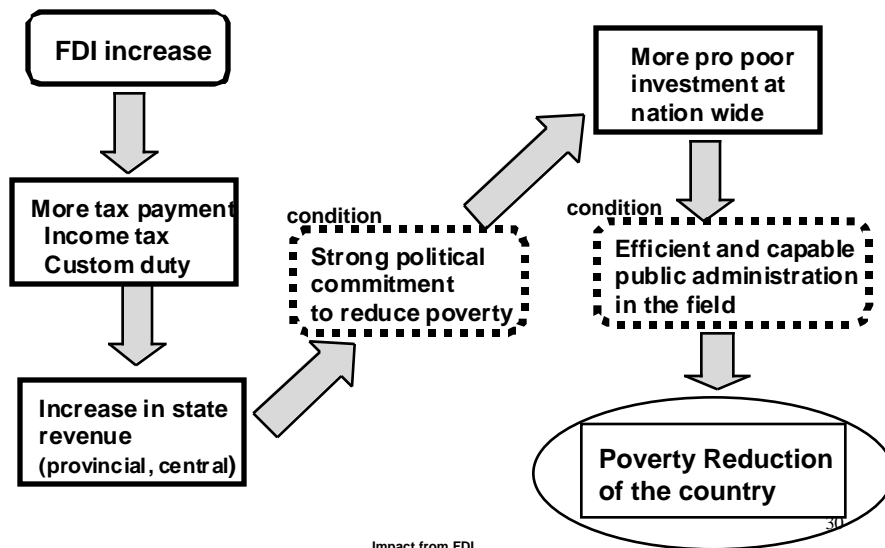 FDI increase
More tax payment
Income tax
Custom duty
Increase in state
revenue
(provincial, central)
condition
Strong political
commitment
to reduce poverty
More pro poor
investment at
nation wide
condition
Efficient and capable
public administration
in the field
Poverty Reduction
of the country
30
Impact from FDI